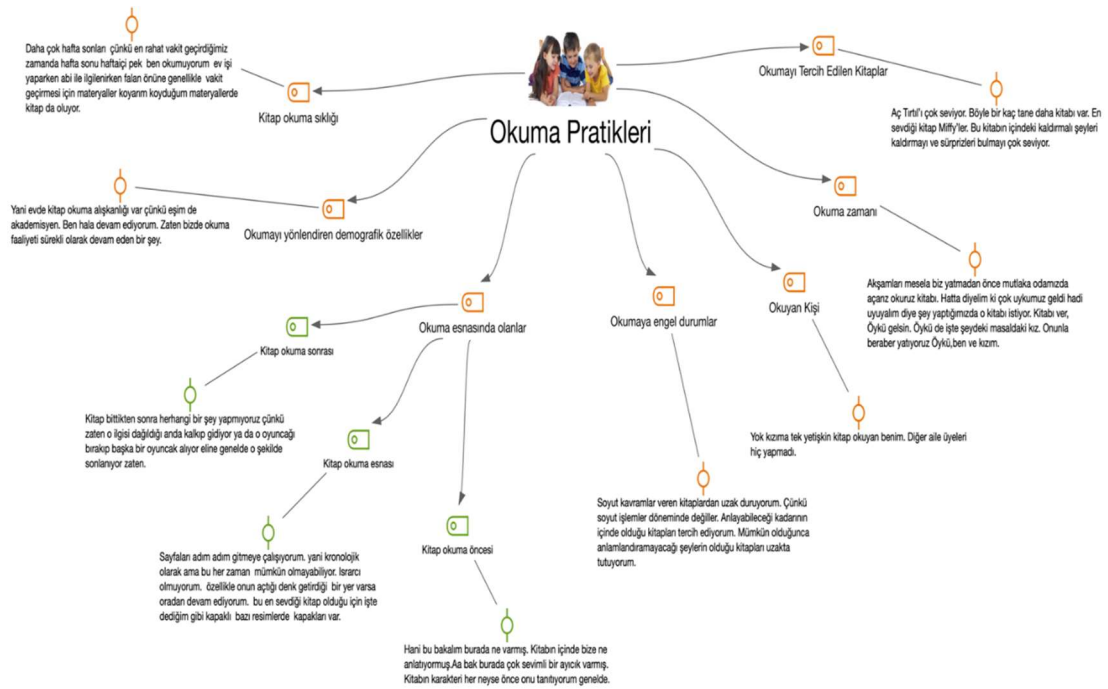 Okuma Pratikleri
Daha çok hafta sonları çünkü en rahat vakit geçirdiğimiz
zamanda hafta sonu haftaiçi pek ben okumuyorum ev işi
yaparken abi ile ilgilenirken falan önüne genellikle vakit
geçirmesi için materyaller koyarım koyduğum materyallerde
kitap da oluyor.
Kitap okuma sıklığı
Okumayı Tercih Edilen Kitaplar
Aç Tırtıl'ı çok seviyor. Böyle bir kaç tane daha kitabı var. En
sevdiği kitap Miffy'ler. Bu kitabın içindeki kaldırmalı şeyleri
kaldırmayı ve sürprizleri bulmayı çok seviyor.
Yani evde kitap okuma alışkanlığı var çünkü eşim de
akademisyen. Ben hala devam ediyorum. Zaten bizde okuma
faaliyeti sürekli olarak devam eden bir şey.
Okumayı yönlendiren demografik özellikler
Okuma zamanı
Akşamları mesela biz yatmadan önce mutlaka odamızda
açarız okuruz kitabı. Hatta diyelim ki çok uykumuz geldi hadi
uyuyalım diye şey yaptığımızda o kitabı istiyor. Kitabı ver,
Öykü gelsin. Öykü de işte şeydeki masaldaki kız. Onunla
beraber yatıyoruz Öykü,ben ve kızım.
Okuma esnasında olanlar
Okumaya engel durumlar
Okuyan Kişi
Kitap okuma sonrası
Kitap bittikten sonra herhangi bir şey yapmıyoruz çünkü
zaten o ilgisi dağıldığı anda kalkıp gidiyor ya da o oyuncağı
bırakıp başka bir oyuncak alıyor eline genelde o şekilde
sonlanıyor zaten.
Kitap okuma esnası
Sayfaları adım adım gitmeye çalışıyorum. yani kronolojik
olarak ama bu her zaman mümkün olmayabiliyor. Israrcı
olmuyorum. özellikle onun açtığı denk getirdiği bir yer varsa
oradan devam ediyorum. bu en sevdiği kitap olduğu için işte
dediğim gibi kapaklı bazı resimlerde kapakları var.
Kitap okuma öncesi
Hani bu bakalım burada ne varmış. Kitabın içinde bize ne
anlatıyormuş.Aa bak burada çok sevimli bir ayıcık varmış.
Kitabın karakteri her neyse önce onu tanıtıyorum genelde.
Soyut kavramlar veren kitaplardan uzak duruyorum. Çünkü
soyut işlemler döneminde değiller. Anlayabileceği kadarının
içinde olduğu kitapları tercih ediyorum. Mümkün olduğunca
anlamlandıramayacağı şeylerin olduğu kitapları uzakta
tutuyorum.
Yok kızıma tek yetişkin kitap okuyan benim. Diğer aile üyeleri
hiç yapmadı.